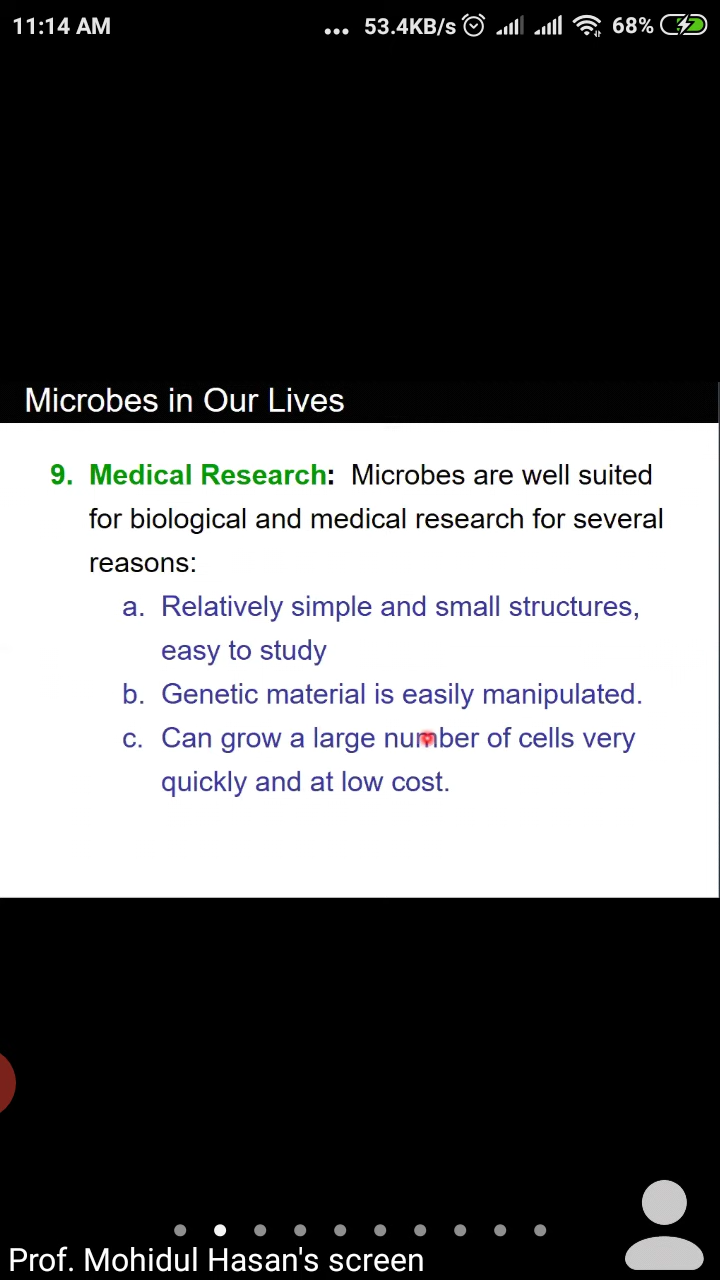 11:14 AM ... 53.4KB/s 68%
Microbes in Our Lives
9. Medical Research: Microbes are well suited
for biological and medical research for several
reasons:
a. Relatively simple and small structures,
easy to study
b. Genetic material is easily manipulated.
c. Can grow a large number of cells very
quickly and at low cost.
Prof. Mohidul Hasan's screen